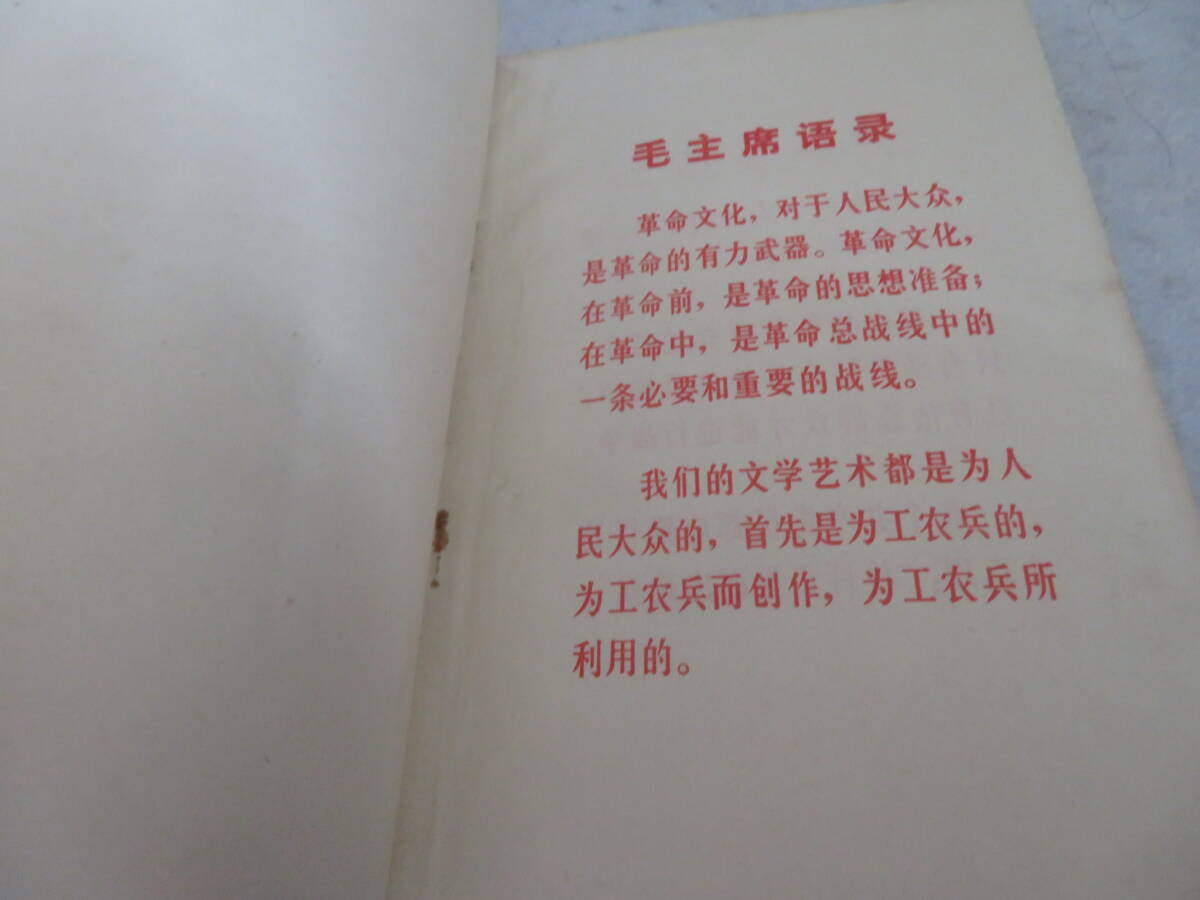 毛主席语录
革命文化，对于人民大众，
是革命的有力武器。革命文化，
在革命前，是革命的思想准备；
在革命中，是革命总战线中的
一条必要和重要的战线。
我们的文学艺术都是为人
民大众的，首先是为工农兵的，
为工农兵而创作，为工农兵所
利用的。